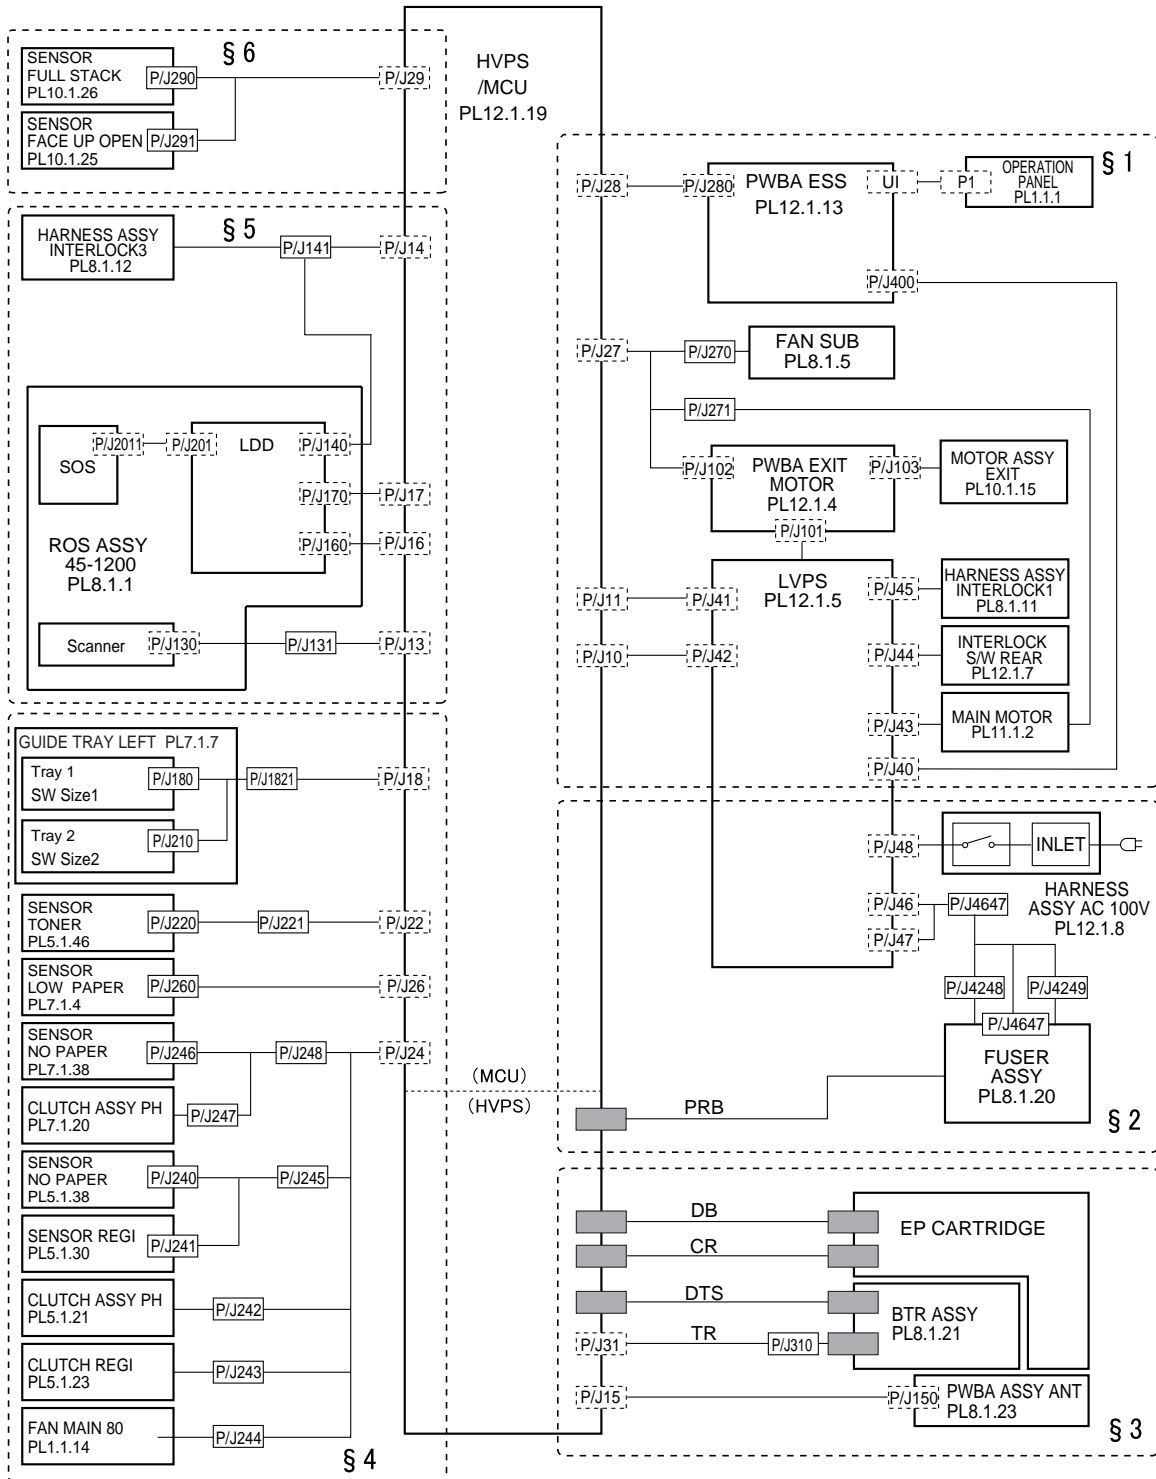 § 6
SENSOR
FULL STACK
PL10.1.26
P/J290
P/J29
SENSOR
FACE UP OPEN
PL10.1.25
P/J291
HVPS
/MCU
PL12.1.19
§ 5
HARNESS ASSY
INTERLOCK3
PL8.1.12
P/J141
P/J14
SOS
P/J2011
P/J201
LDD
P/J140
P/J170
P/J17
P/J160
P/J16
ROS ASSY
45-1200
PL8.1.1
Scanner
P/J130
P/J131
P/J13
GUIDE TRAY LEFT PL7.1.7
Tray 1
SW Size1
P/J180
P/J1821
P/J18
Tray 2
SW Size2
P/J210
SENSOR
TONER
PL5.1.46
P/J220
P/J221
P/J22
SENSOR
LOW PAPER
PL7.1.4
P/J260
P/J26
SENSOR
NO PAPER
PL7.1.38
P/J246
P/J248
P/J24
CLUTCH ASSY PH
PL7.1.20
P/J247
SENSOR
NO PAPER
PL5.1.38
P/J240
P/J245
SENSOR REGI
PL5.1.30
P/J241
CLUTCH ASSY PH
PL5.1.21
P/J242
CLUTCH REGI
PL5.1.23
P/J243
FAN MAIN 80
PL1.1.14
P/J244
§ 4
(MCU)
(HVPS)
§ 1
P/J28
P/J280
PWBA ESS
PL12.1.13
UI
P1
OPERATION
PANEL
PL1.1.1
P/J400
P/J27
P/J270
FAN SUB
PL8.1.5
P/J271
P/J102
PWBA EXIT
MOTOR
PL12.1.4
P/J103
MOTOR ASSY
EXIT
PL10.1.15
P/J101
LVPS
PL12.1.5
P/J11
P/J41
P/J10
P/J42
P/J45
HARNESS ASSY
INTERLOCK1
PL8.1.11
P/J44
INTERLOCK
S/W REAR
PL12.1.7
P/J43
MAIN MOTOR
PL11.1.2
P/J40
P/J48
INLET
HARNESS
ASSY AC 100V
PL12.1.8
P/J46
P/J47
P/J4647
P/J4248
P/J4249
P/J4647
FUSER
ASSY
PL8.1.20
PRB
§ 2
DB
CR
EP CARTRIDGE
DTS
BTR ASSY
PL8.1.21
P/J31
TR
P/J310
P/J15
P/J150
PWBA ASSY ANT
PL8.1.23
§ 3